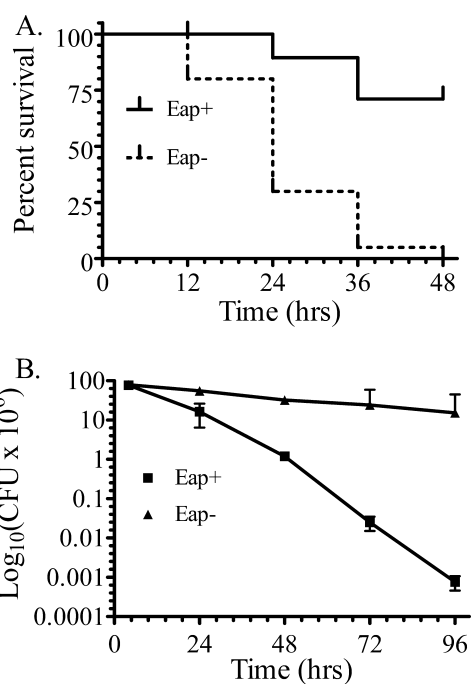 A.
100
75
50
25
0
Percent survival
Eap+
Eap-
0 12 24 36 48
Time (hrs)
B.
100
10
1
0.1
0.01
0.001
0.0001
Log10(CFU x 10⁶)
Eap+
Eap-
0 24 48 72 96
Time (hrs)